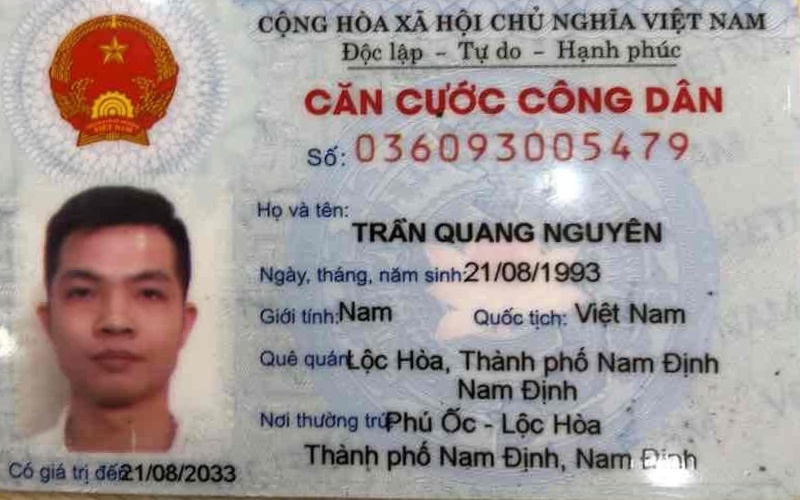 CỘNG HÒA XÃ HỘI CHỦ NGHĨA VIỆT NAM
Độc lập - Tự do - Hạnh phúc
CĂN CƯỚC CÔNG DÂN
Số: 036093005479
Họ và tên:
TRẦN QUANG NGUYÊN
Ngày, tháng, năm sinh:21/08/1993
Giới tính:Nam Quốc tịch: Việt Nam
Quê quán:Lộc Hòa, Thành phố Nam Định
Nam Định
Nơi thường trú:Phú Ốc - Lộc Hòa
Thành phố Nam Định, Nam Định
Có giá trị đến:21/08/2033